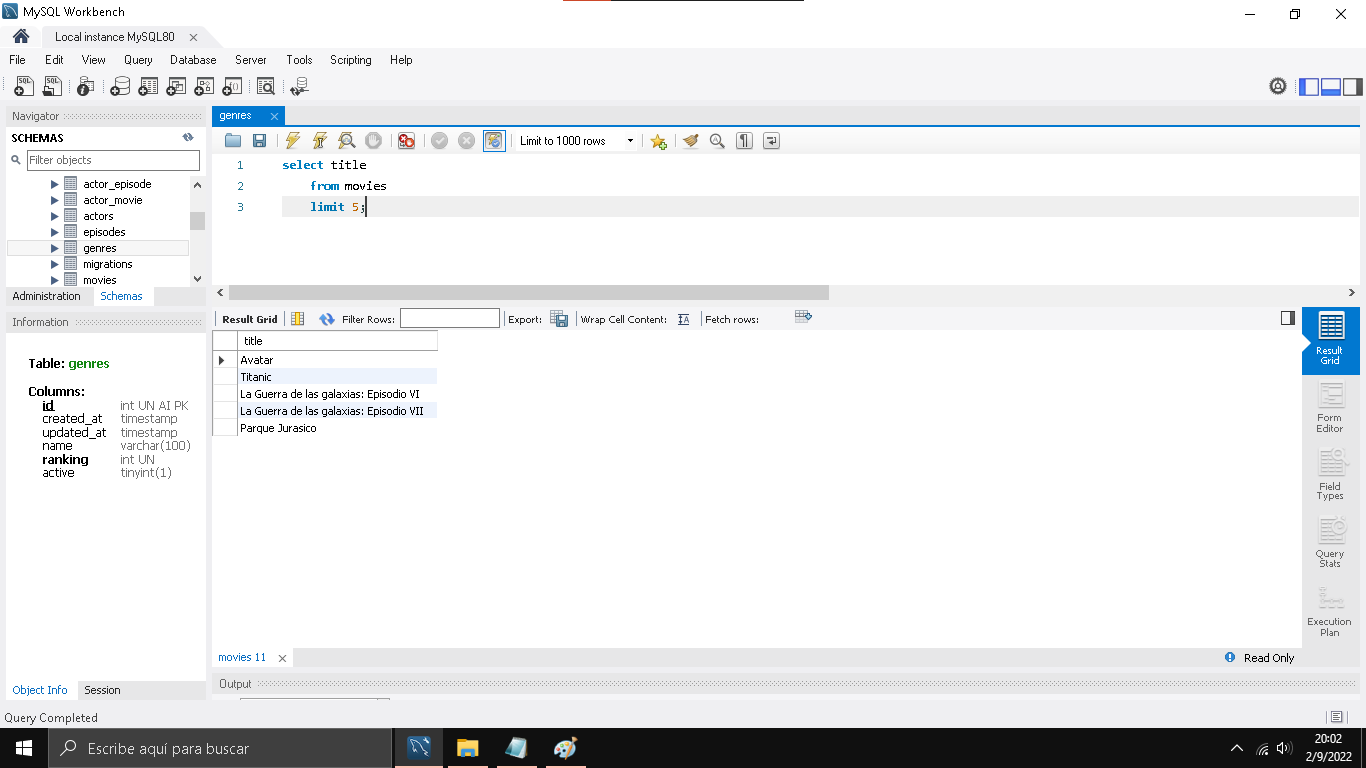 MySQL Workbench
Local instance MySQL80
File Edit View Query Database Server Tools Scripting Help
Navigator
SCHEMAS
Filter objects
actor_episode
actor_movie
actors
episodes
genres
migrations
movies
Administration Schemas
Information
Table: genres
Columns:
id int UN AI PK
created_at timestamp
updated_at timestamp
name varchar(100)
ranking int UN
active tinyint(1)
Object Info Session
genres
Limit to 1000 rows
1 select title
2 from movies
3 limit 5;
Result Grid Filter Rows: Export: Wrap Cell Content: Fetch rows:
title
Avatar
Titanic
La Guerra de las galaxias: Episodio VI
La Guerra de las galaxias: Episodio VII
Parque Jurasico
Result
Grid
Form
Editor
Field
Types
Query
Stats
Execution
Plan
movies 11
Read Only
Output
Query Completed
Escribe aquí para buscar
20:02
2/9/2022